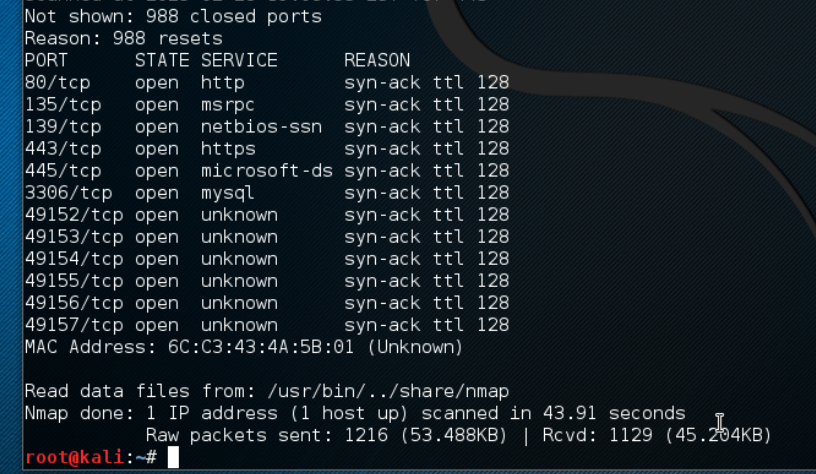 Not shown: 988 closed ports
Reason: 988 resets
PORT      STATE SERVICE      REASON
80/tcp    open  http         syn-ack ttl 128
135/tcp   open  msrpc        syn-ack ttl 128
139/tcp   open  netbios-ssn  syn-ack ttl 128
443/tcp   open  https        syn-ack ttl 128
445/tcp   open  microsoft-ds syn-ack ttl 128
3306/tcp  open  mysql        syn-ack ttl 128
49152/tcp open  unknown      syn-ack ttl 128
49153/tcp open  unknown      syn-ack ttl 128
49154/tcp open  unknown      syn-ack ttl 128
49155/tcp open  unknown      syn-ack ttl 128
49156/tcp open  unknown      syn-ack ttl 128
49157/tcp open  unknown      syn-ack ttl 128
MAC Address: 6C:C3:43:4A:5B:01 (Unknown)
Read data files from: /usr/bin/../share/nmap
Nmap done: 1 IP address (1 host up) scanned in 43.91 seconds
Raw packets sent: 1216 (53.488KB) | Rcvd: 1129 (45.204KB)
root@kali:~#